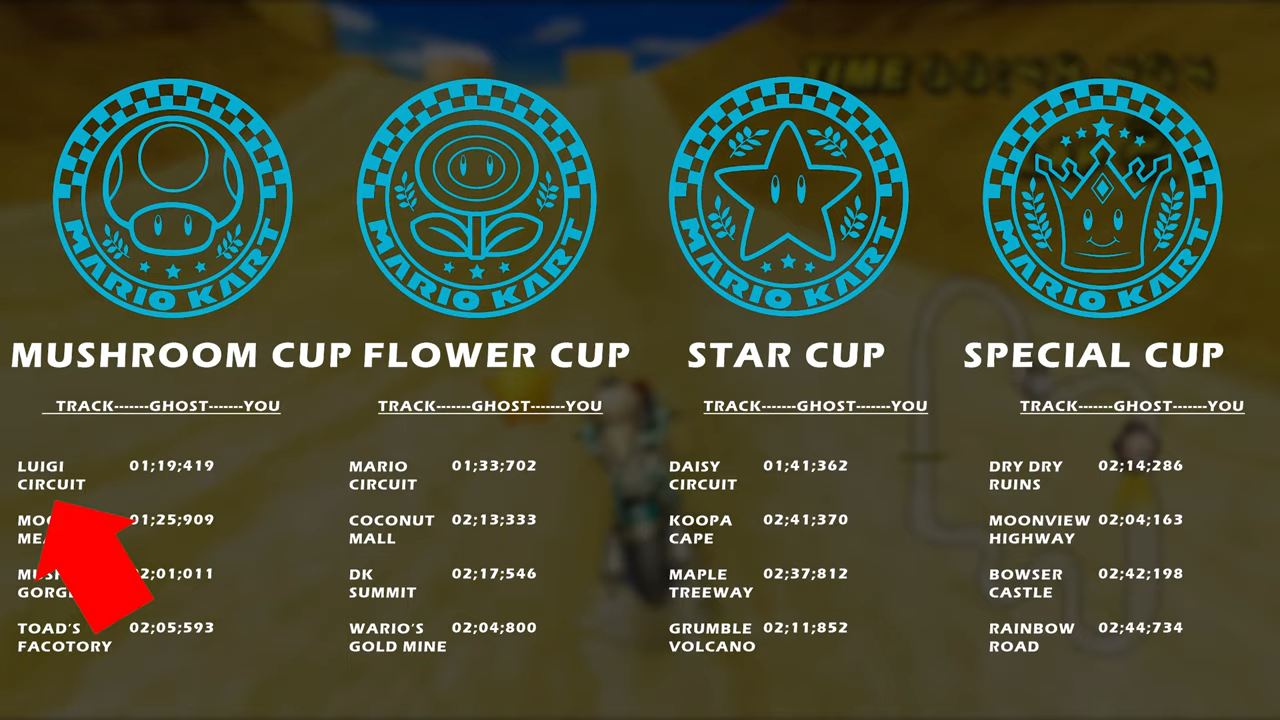 MARIO KART
MARIO KART
MARIO KART
MARIO KART
MUSHROOM CUP
TRACK-------GHOST-------YOU
LUIGI 01;19;419
CIRCUIT
01;25;909
2;01;011
TOAD'S 02;05;593
FACOTORY
FLOWER CUP
TRACK-------GHOST-------YOU
MARIO 01;33;702
CIRCUIT
COCONUT 02;13;333
MALL
DK 02;17;546
SUMMIT
WARIO'S 02;04;800
GOLD MINE
STAR CUP
TRACK-------GHOST-------YOU
DAISY 01;41;362
CIRCUIT
KOOPA 02;41;370
CAPE
MAPLE 02;37;812
TREEWAY
GRUMBLE 02;11;852
VOLCANO
SPECIAL CUP
TRACK-------GHOST-------YOU
DRY DRY 02;14;286
RUINS
MOONVIEW 02;04;163
HIGHWAY
BOWSER 02;42;198
CASTLE
RAINBOW 02;44;734
ROAD
TIME